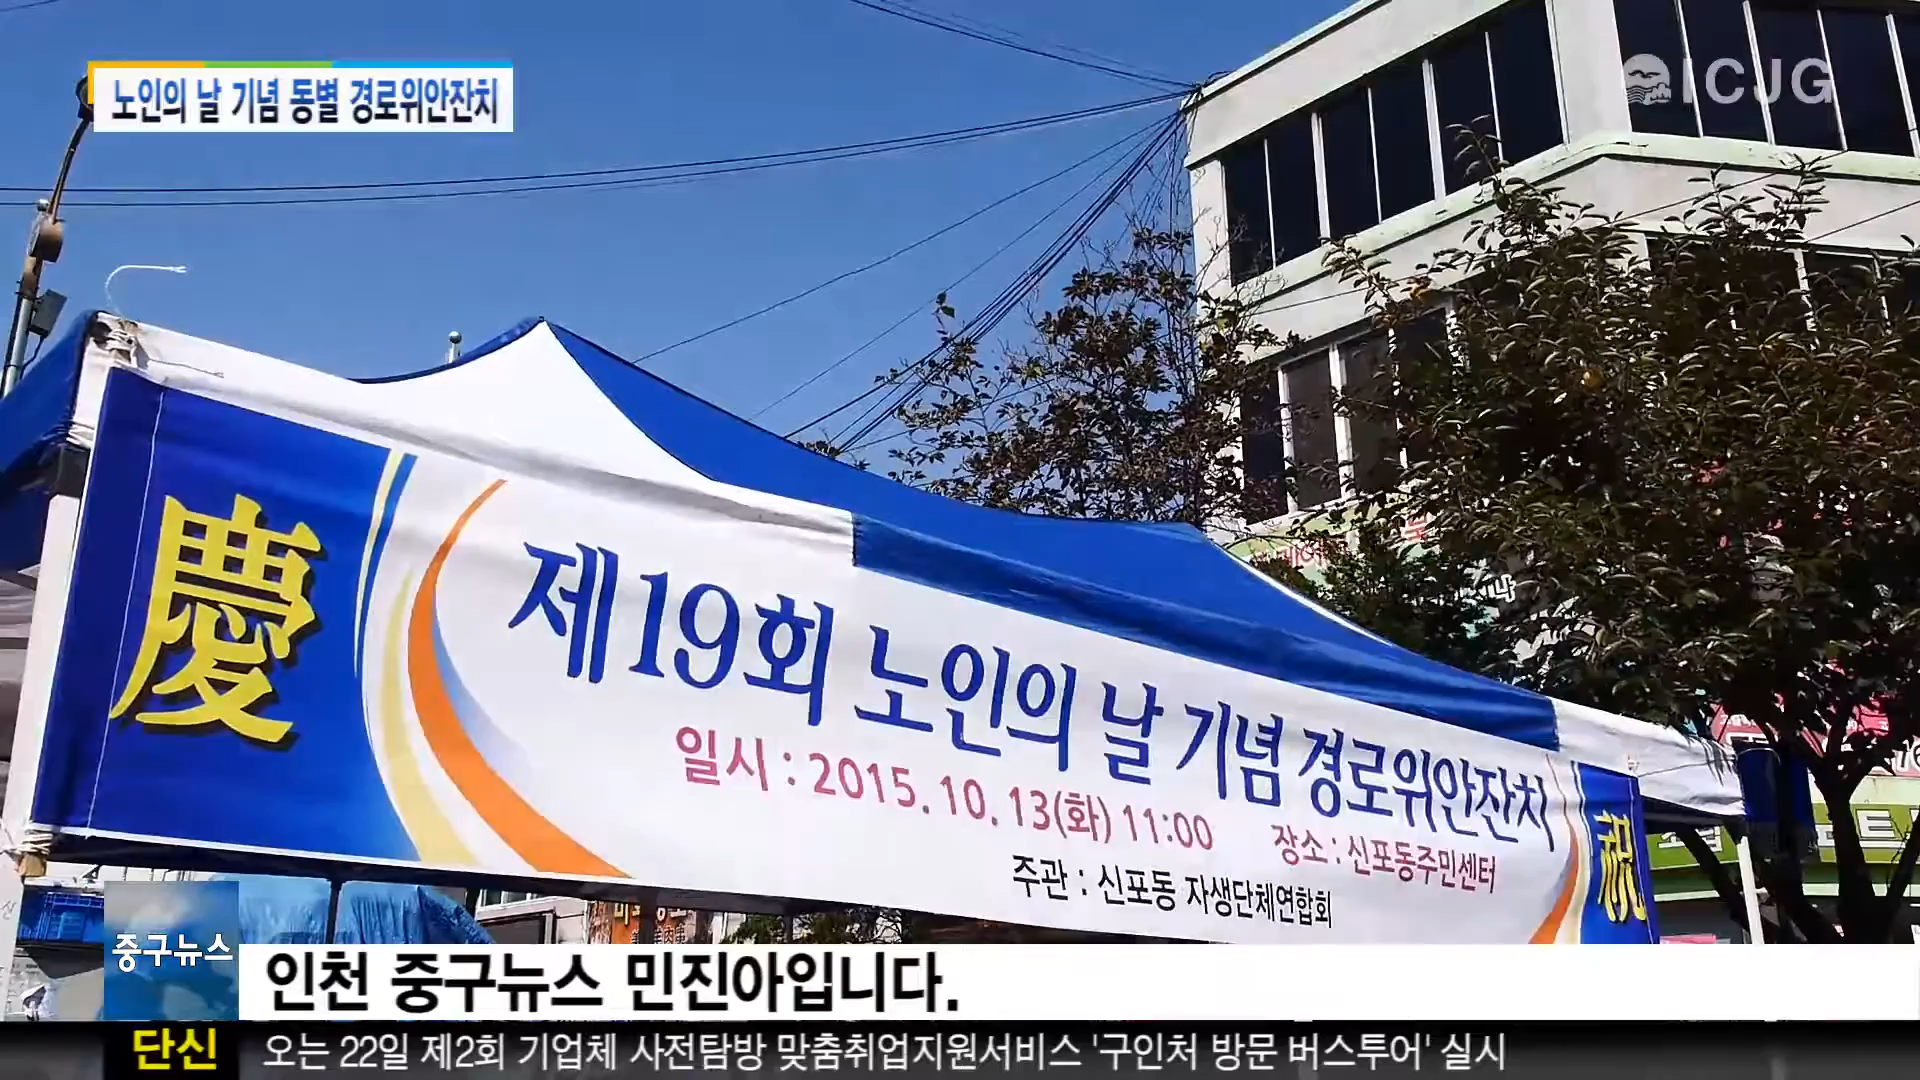 노인의 날 기념 동별 경로위안잔치
ICJG
慶
제19회 노인의 날 기념 경로위안잔치
일시 : 2015. 10. 13(화) 11:00 장소 : 신포동주민센터
주관 : 신포동 자생단체연합회
祝
중구뉴스
인천 중구뉴스 민진아입니다.
단신
오는 22일 제2회 기업체 사전탐방 맞춤취업지원서비스 '구인처 방문 버스투어' 실시